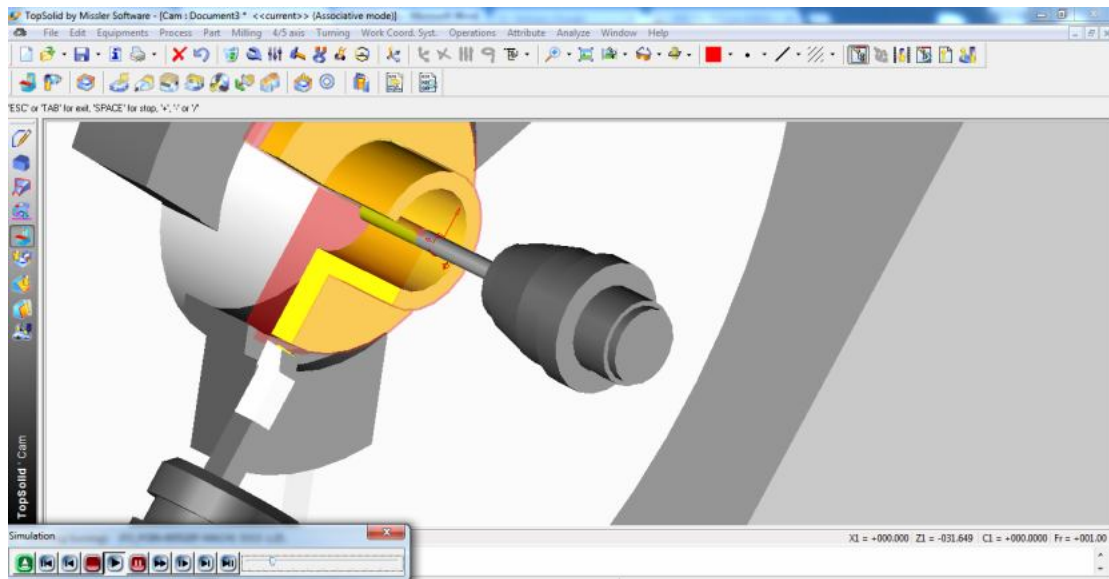 TopSolid by Missler Software - [Cam : Document3 * <<current>> (Associative mode)]
File Edit Equipments Process Part Milling 4/5 axis Turning Work Coord. Syst. Operations Attribute Analyze Window Help
'ESC' or 'TAB' for exit, 'SPACE' for stop, '+', '-' or '/'
TopSolid'Cam
Simulation
X1 = +000.000 Z1 = -031.649 C1 = +000.0000 Fr = +001.00